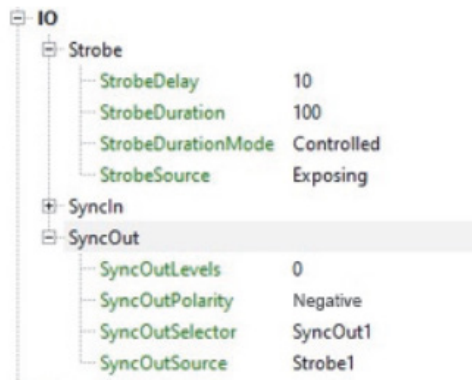 IO
Strobe
StrobeDelay 10
StrobeDuration 100
StrobeDurationMode Controlled
StrobeSource Exposing
SyncIn
SyncOut
SyncOutLevels 0
SyncOutPolarity Negative
SyncOutSelector SyncOut1
SyncOutSource Strobe1